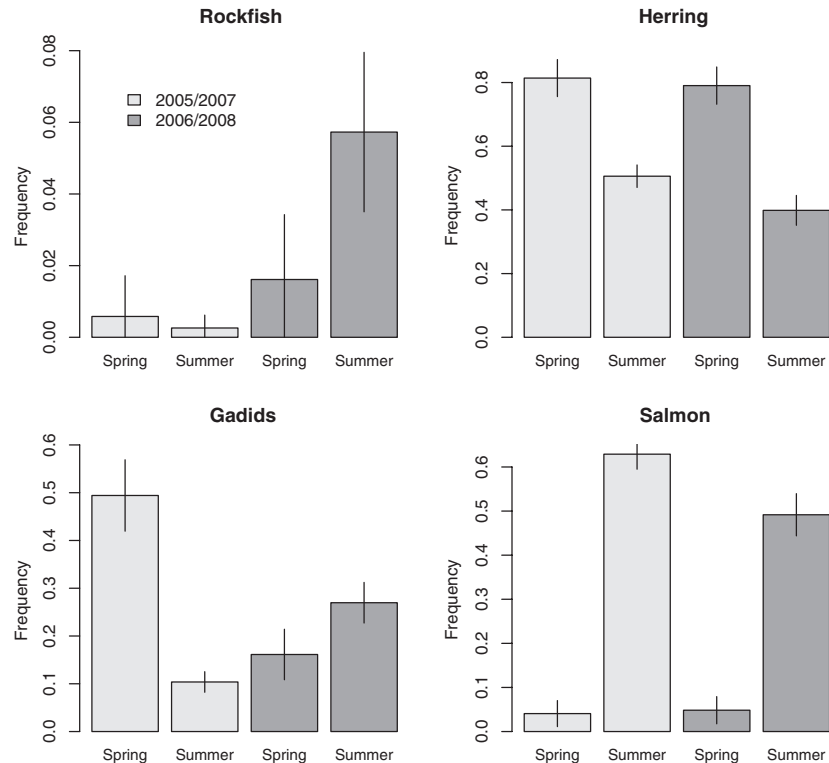 Rockfish
Frequency
0.00
0.02
0.04
0.06
0.08
2005/2007
2006/2008
Spring Summer Spring Summer
Herring
Frequency
0.0
0.2
0.4
0.6
0.8
Spring Summer Spring Summer
Gadids
Frequency
0.0
0.1
0.2
0.3
0.4
0.5
0.6
Spring Summer Spring Summer
Salmon
Frequency
0.0
0.1
0.2
0.3
0.4
0.5
0.6
Spring Summer Spring Summer